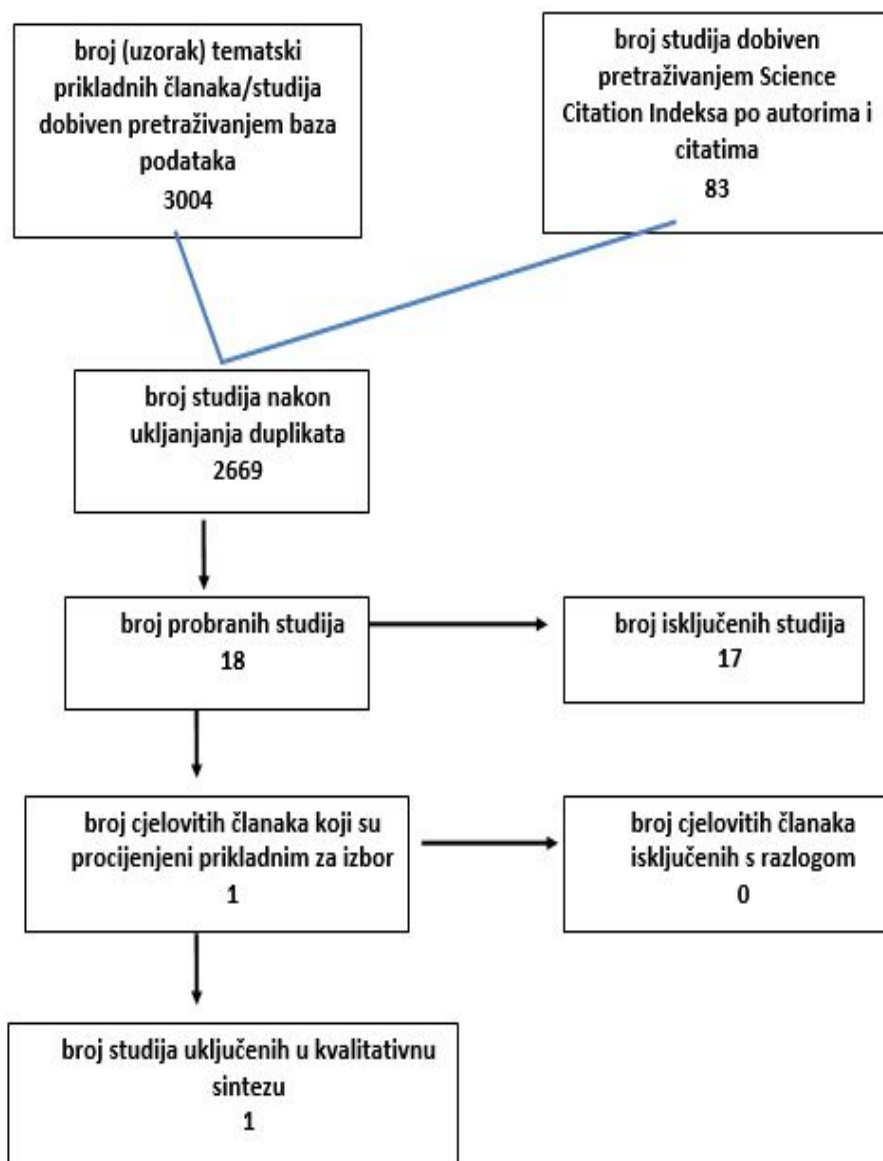 broj (uzorak) tematski
prikladnih članaka/studija
dobiven pretraživanjem baza
podataka
3004
broj studija dobiven
pretraživanjem Science
Citation Indeksa po autorima i
citatima
83
broj studija nakon
ukljanjanja duplikata
2669
broj probranih studija
18
broj isključenih studija
17
broj cjelovitih članaka koji su
procijenjeni prikladnim za izbor
1
broj cjelovitih članaka
isključenih s razlogom
0
broj studija uključenih u kvalitativnu
sintezu
1